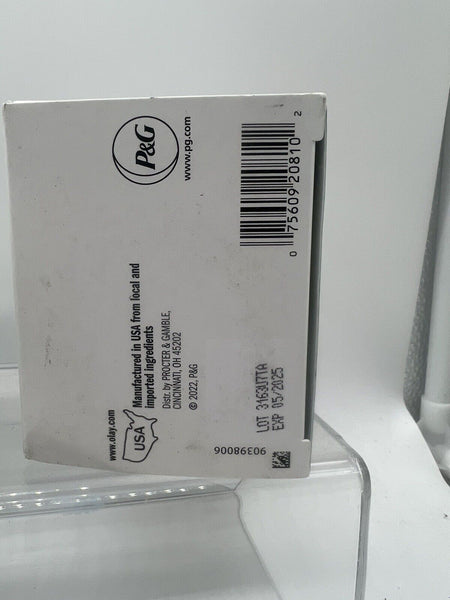 P&G
www.pg.com
0 75609 20810 2
www.olay.com
USA
Manufactured in USA from local and
imported ingredients
Distr. by PROCTER & GAMBLE,
CINCINNATI, OH 45202
© 2022, P&G
LOT 3163U7TIA
EXP 05/2025
90398006